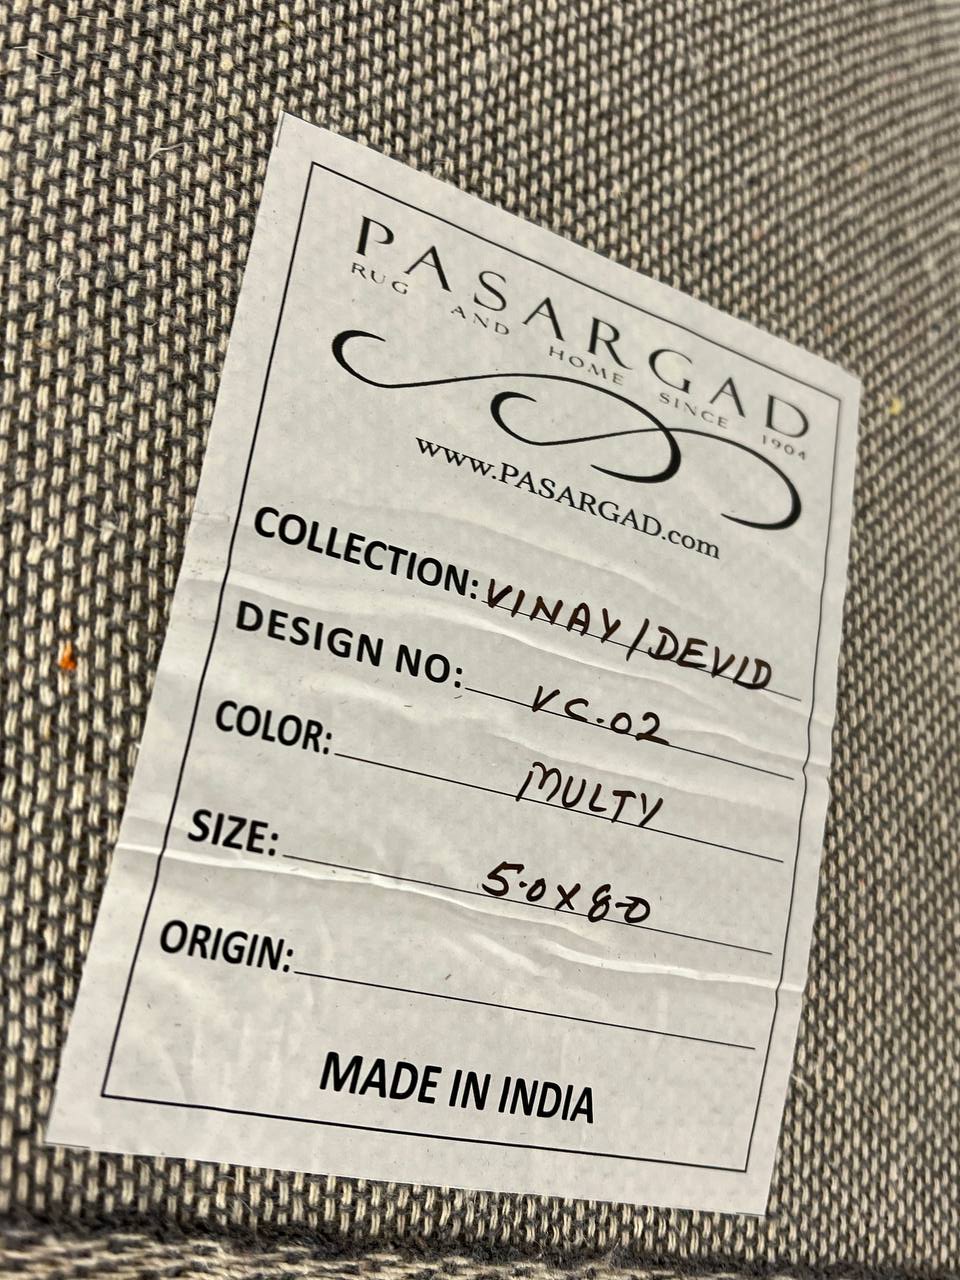 PASARGAD
RUG AND HOME SINCE 1904
www.PASARGAD.com
COLLECTION: VINAY/DEVID
DESIGN NO: VC.02
COLOR: MULTY
SIZE: 5.0X8-0
ORIGIN:
MADE IN INDIA